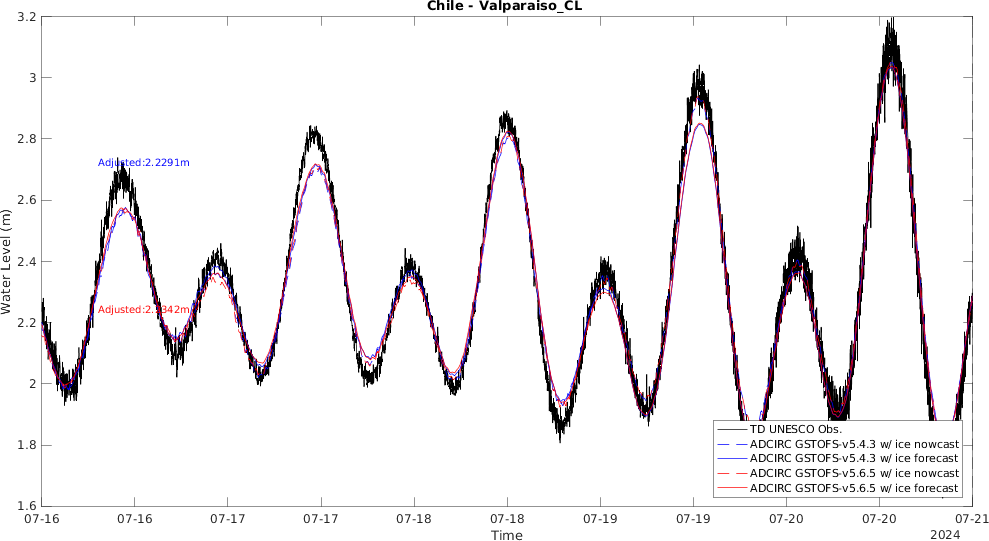 Chile - Valparaiso_CL
3.2
3
2.8
2.6
2.4
2.2
2
1.8
1.6
Water Level (m)
Adjusted:2.2291m
Adjusted:2.2342m
TD UNESCO Obs.
ADCIRC GSTOFS-v5.4.3 w/ ice nowcast
ADCIRC GSTOFS-v5.4.3 w/ ice forecast
ADCIRC GSTOFS-v5.6.5 w/ ice nowcast
ADCIRC GSTOFS-v5.6.5 w/ ice forecast
07-16 07-16 07-17 07-17 07-18 07-18 07-19 07-19 07-20 07-20 07-21
Time
2024